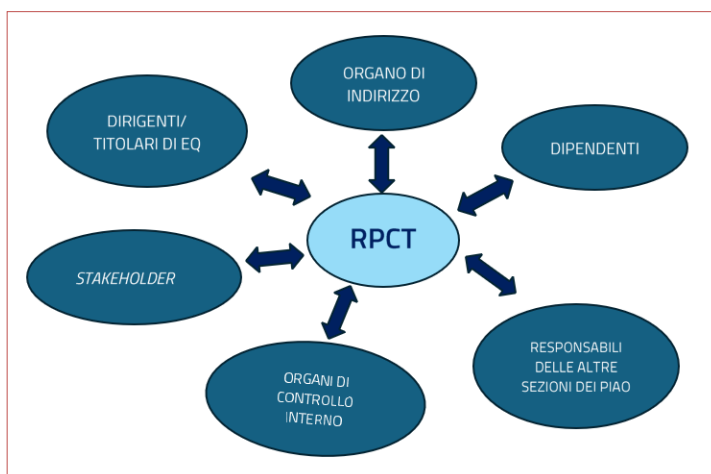 ORGANO DI
INDIRIZZO
DIRIGENTI/
TITOLARI DI EQ
DIPENDENTI
RPCT
STAKEHOLDER
RESPONSABILI
DELLE ALTRE
SEZIONI DEI PIAO
ORGANI DI
CONTROLLO
INTERNO